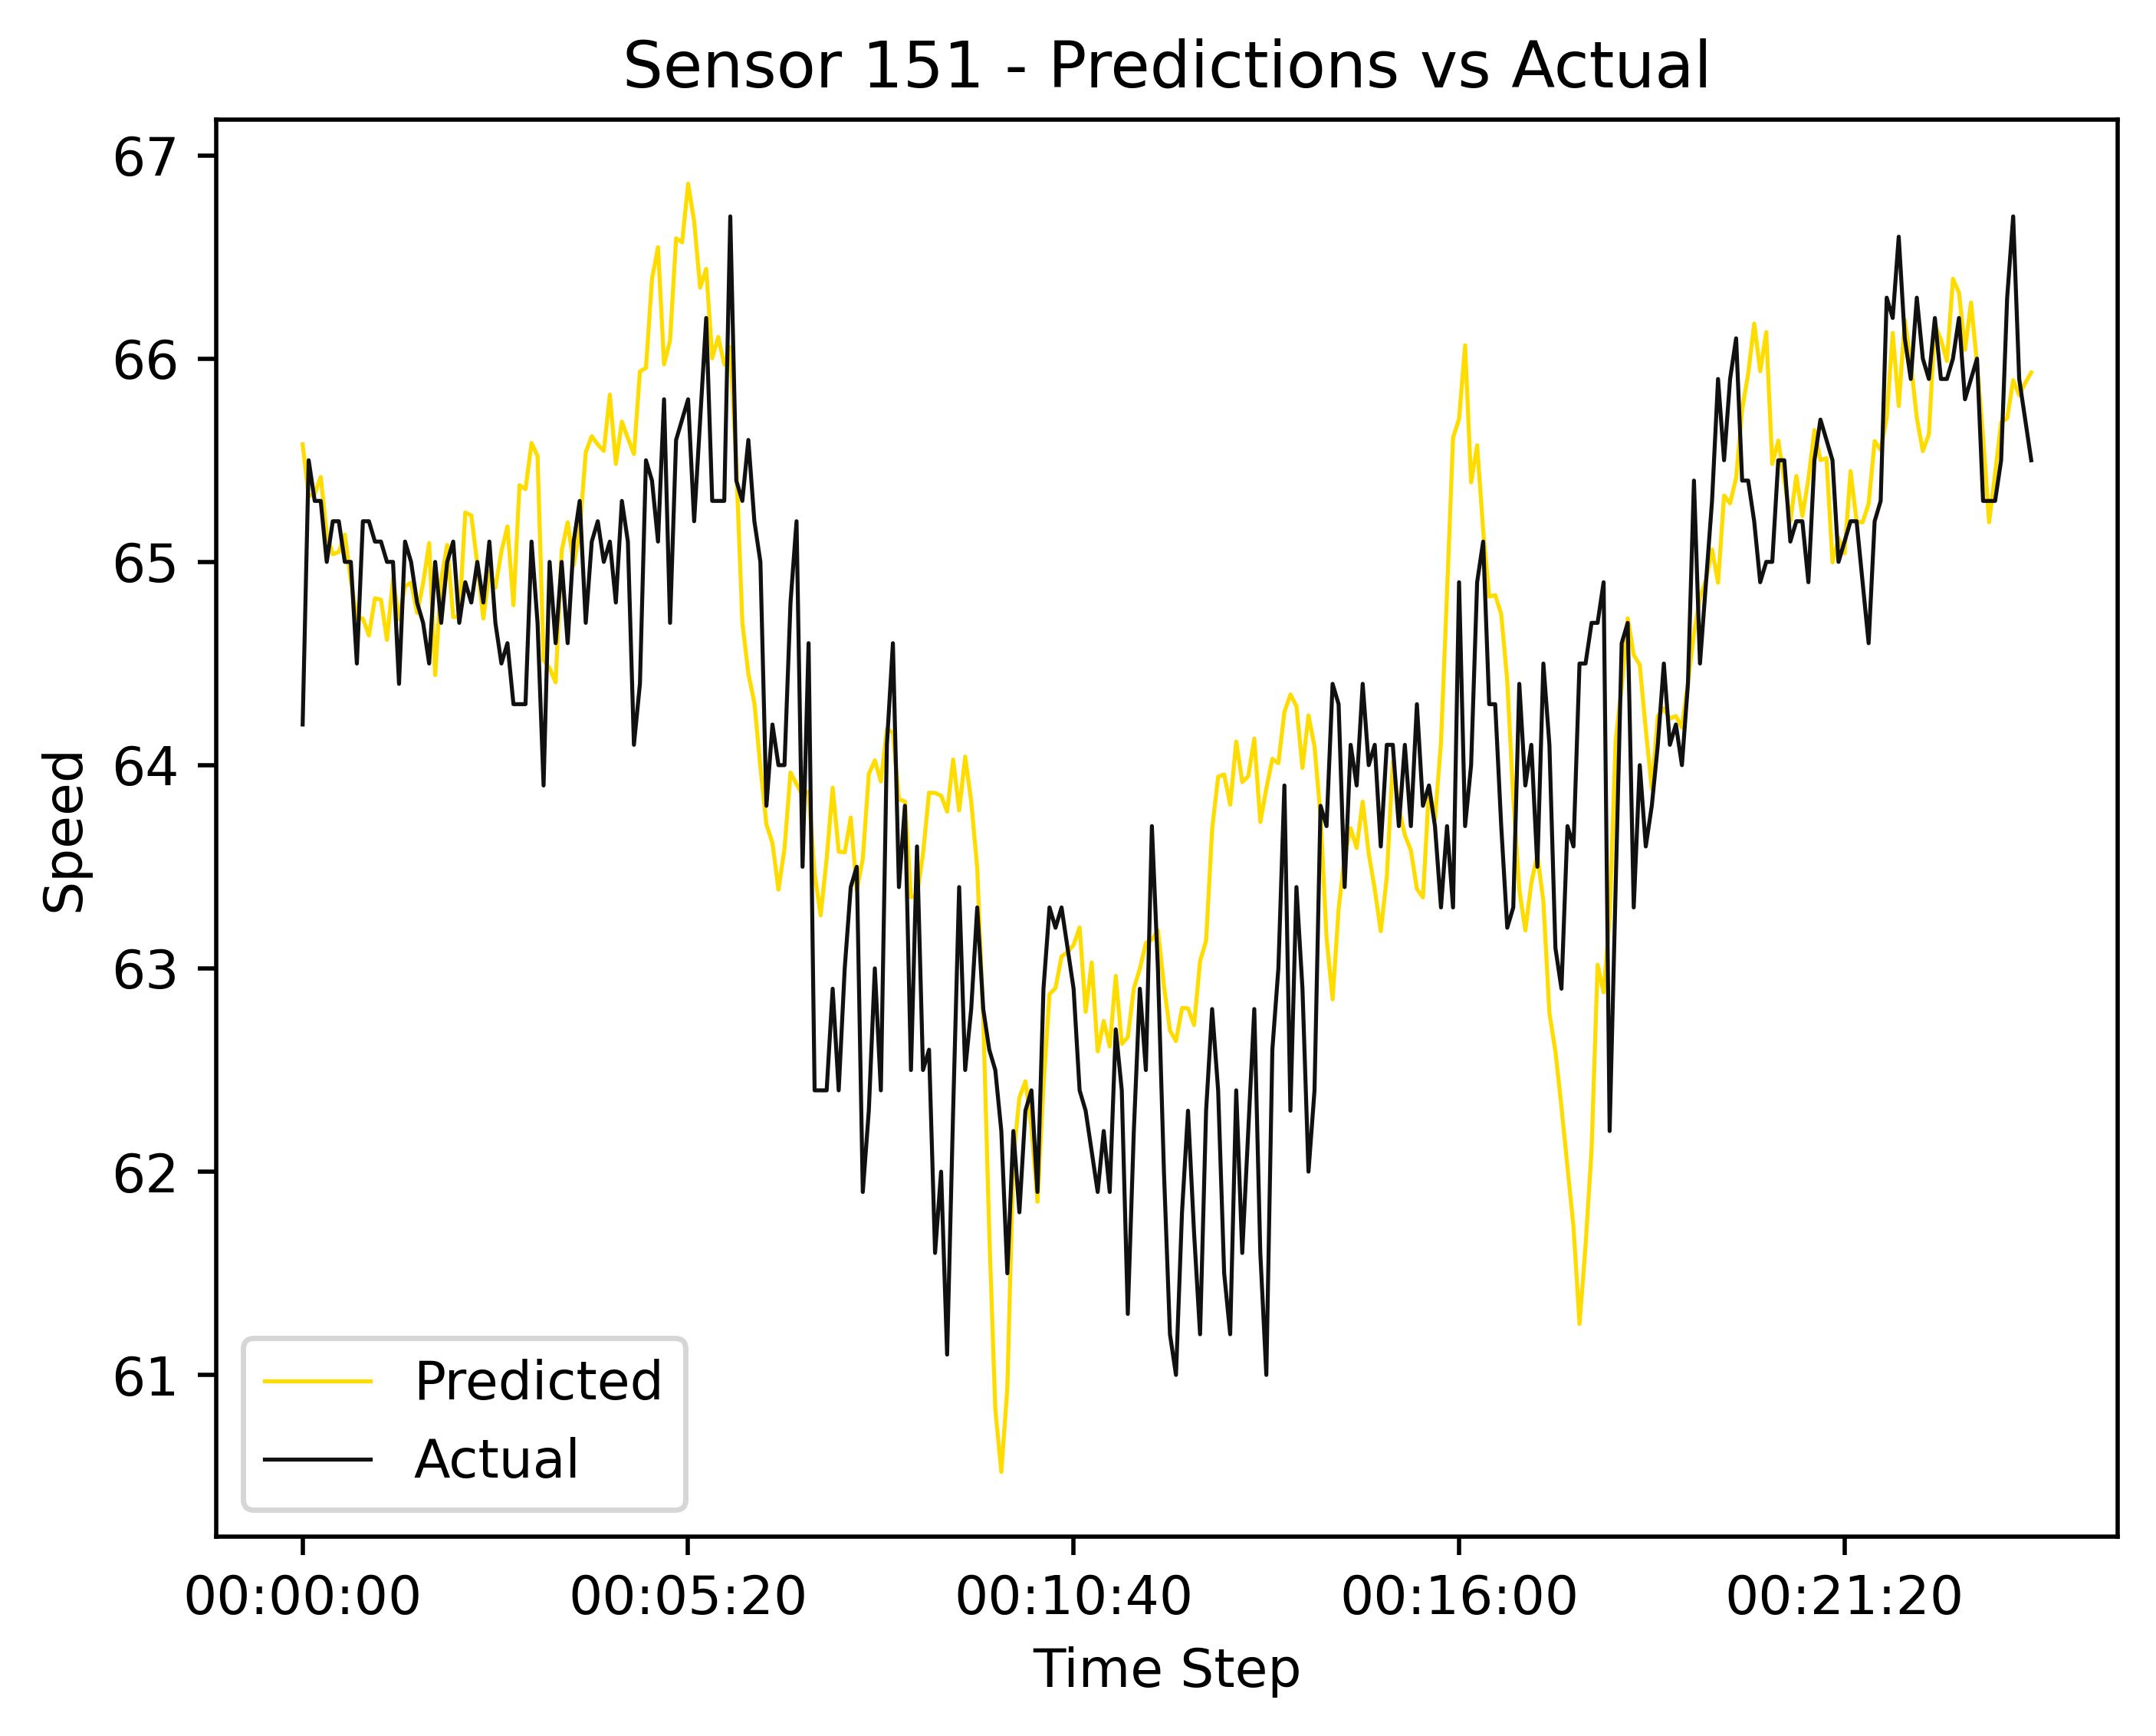 Sensor 151 - Predictions vs Actual
67
66
65
64
63
62
61
Speed
Predicted
Actual
00:00:00 00:05:20 00:10:40 00:16:00 00:21:20
Time Step